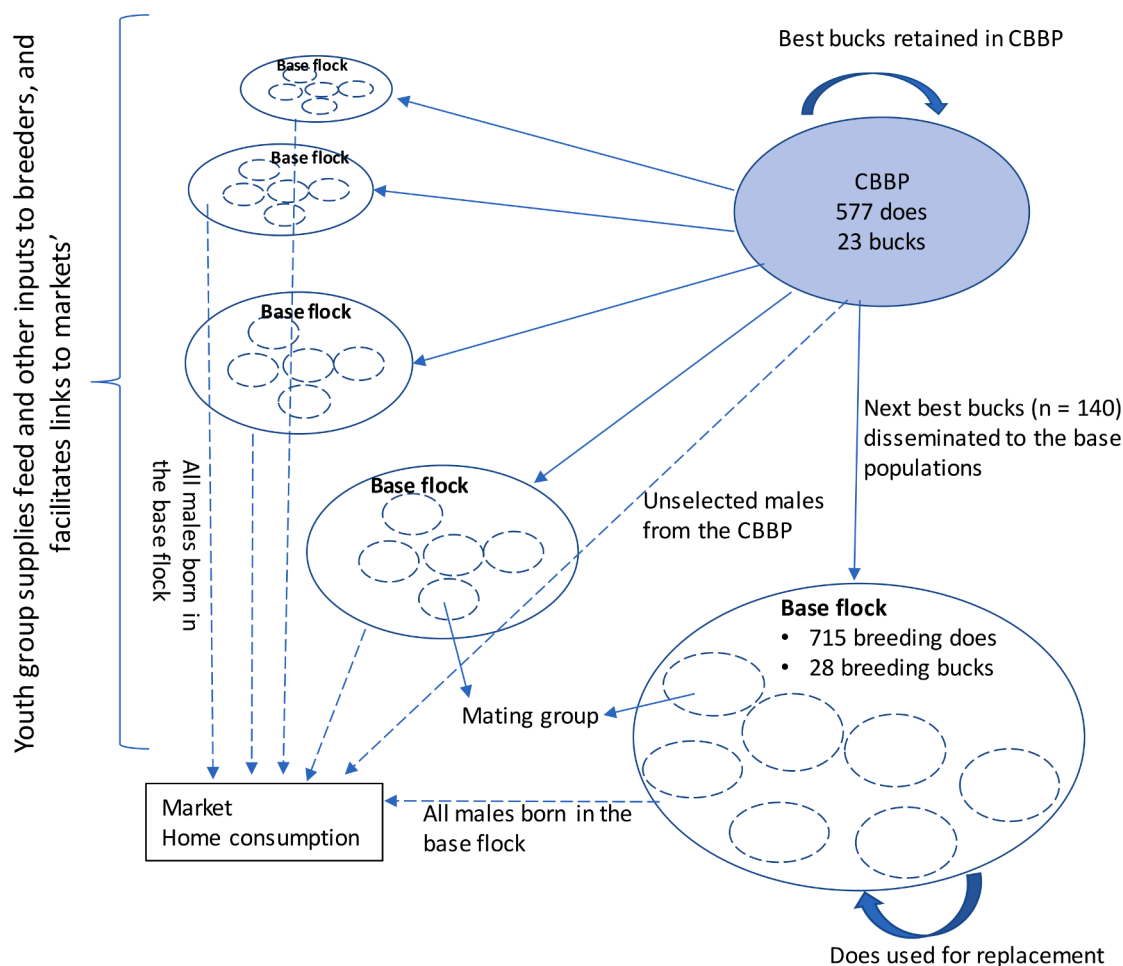 Youth group supplies feed and other inputs to breeders, and
facilitates links to markets’
Base flock
Base flock
Base flock
Base flock
Best bucks retained in CBBP
CBBP
577 does
23 bucks
Next best bucks (n = 140)
disseminated to the base
populations
Unselected males
from the CBBP
All males born in
the base flock
Base flock
• 715 breeding does
• 28 breeding bucks
Mating group
Market
Home consumption
All males born in the
base flock
Does used for replacement